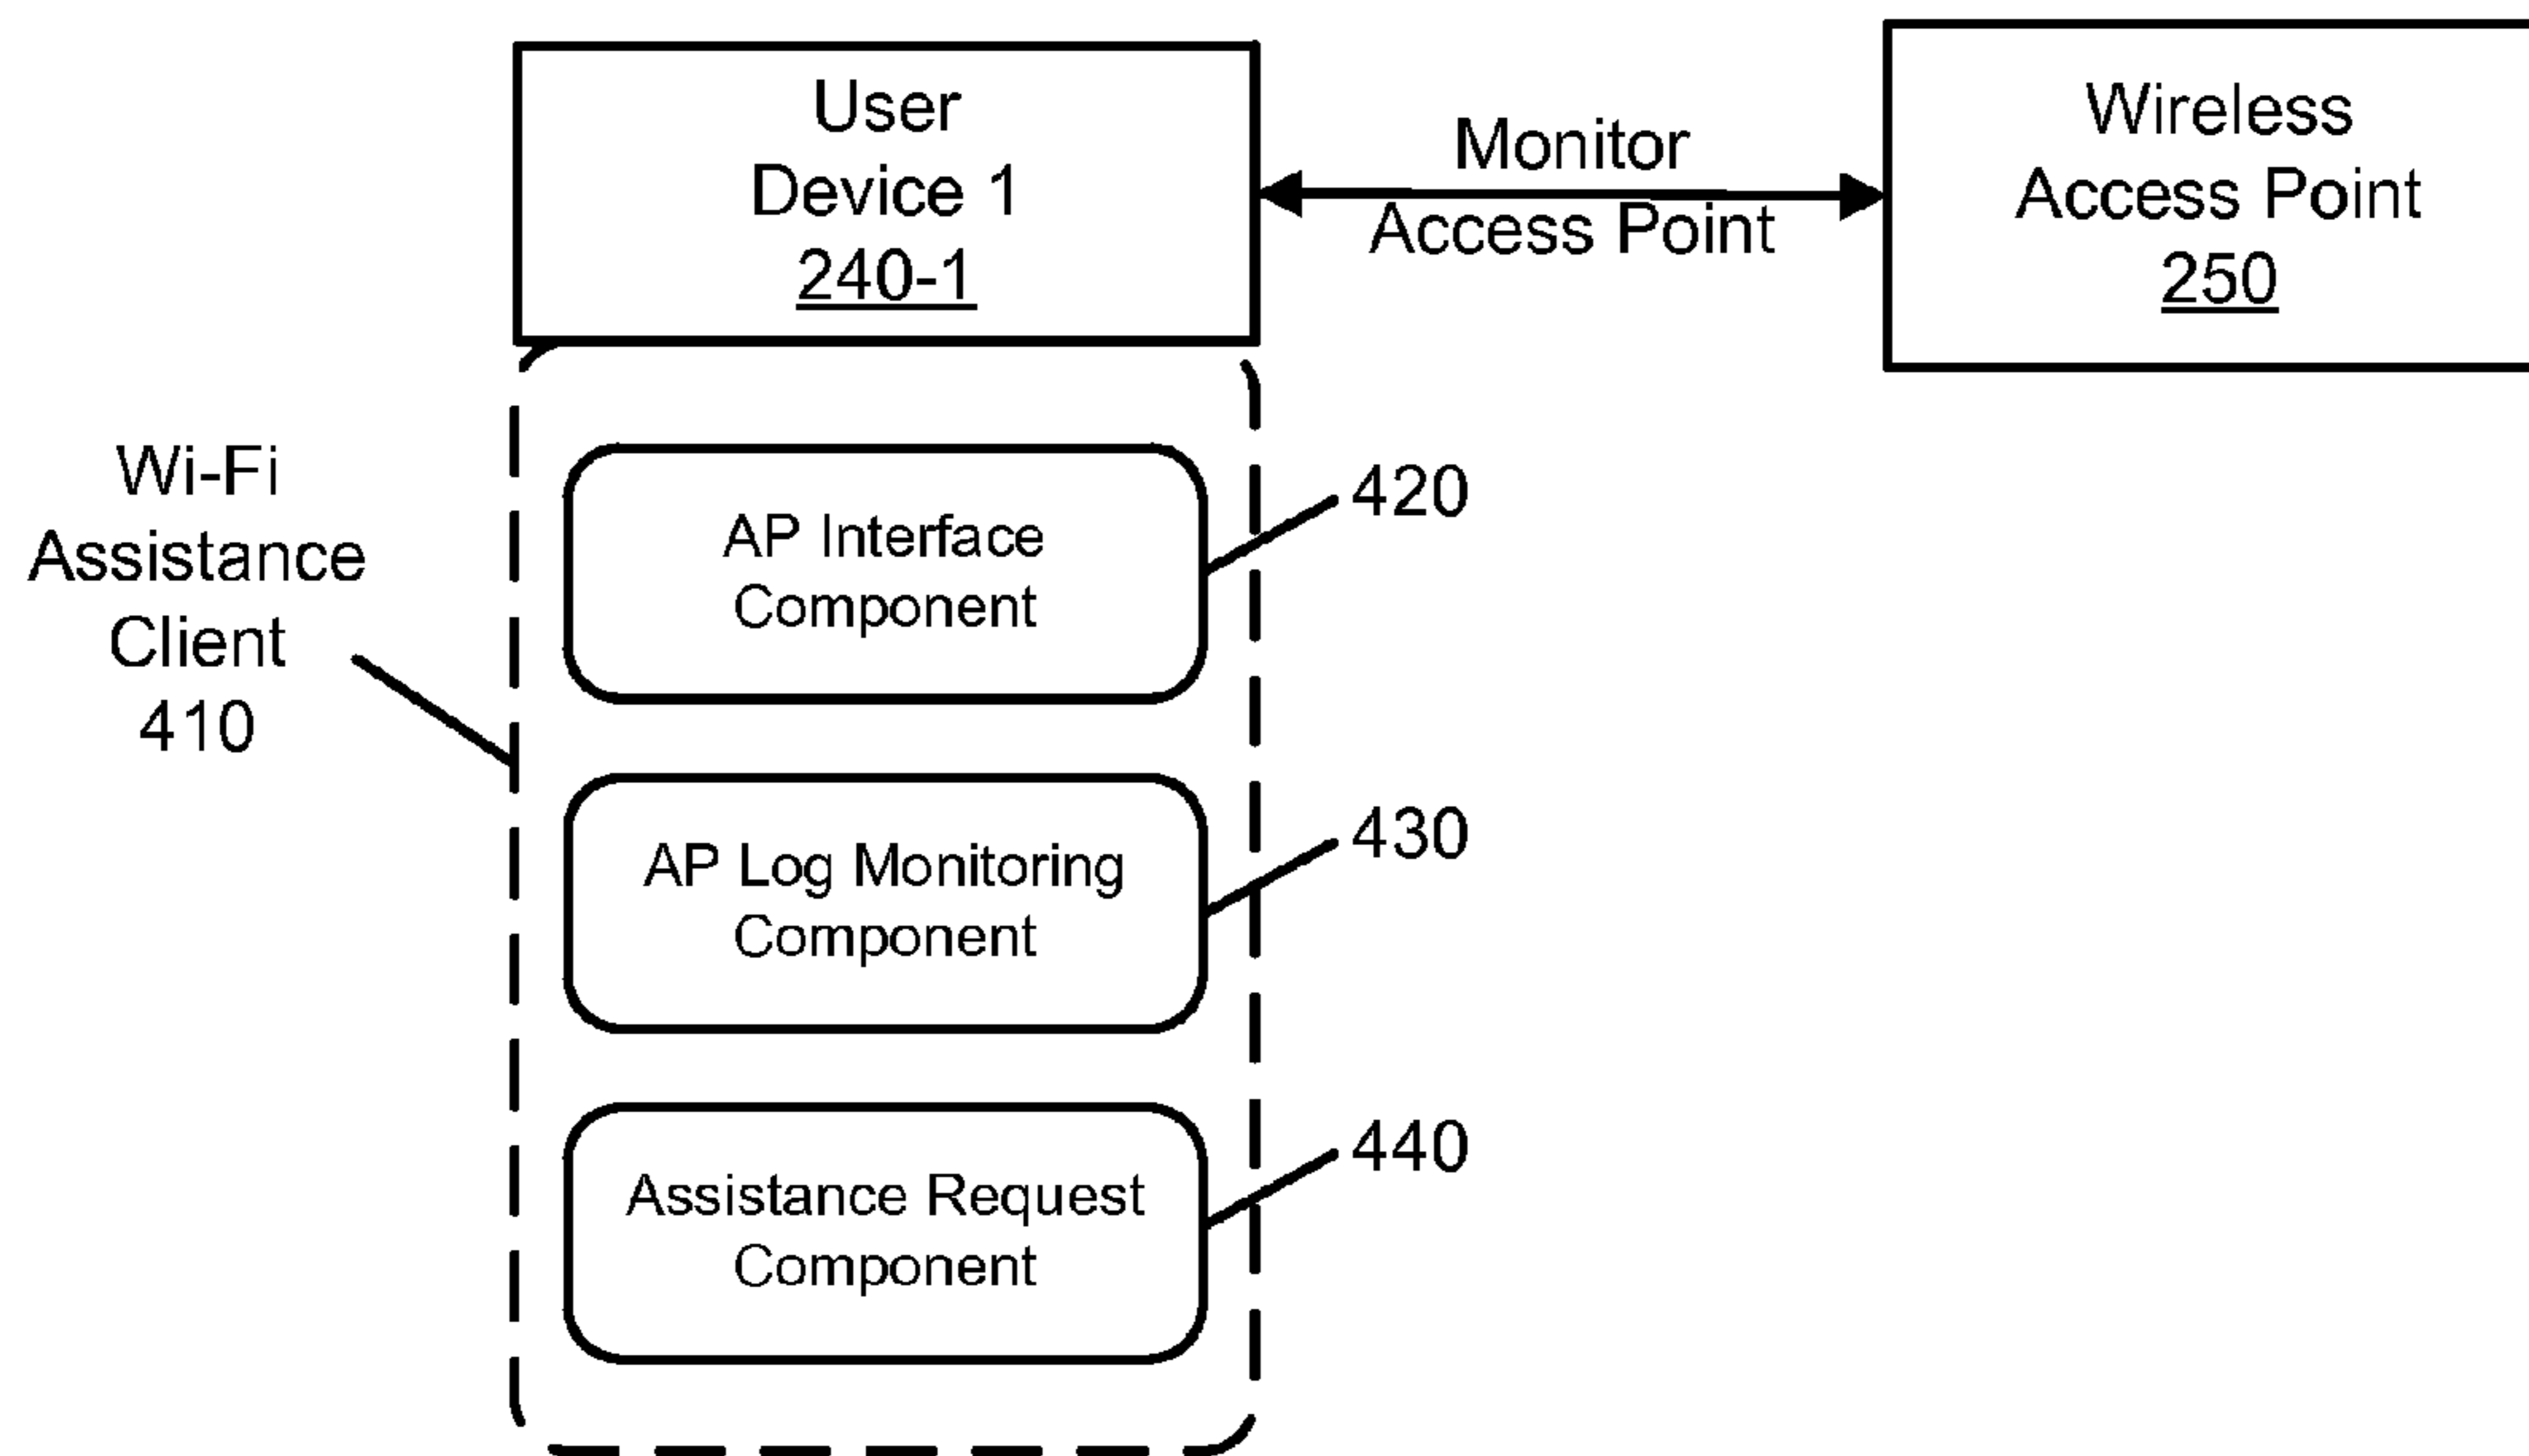 User
Device 1
240-1
Monitor
Access Point
Wireless
Access Point
250
Wi-Fi
Assistance
Client
410
AP Interface
Component
420
AP Log Monitoring
Component
430
Assistance Request
Component
440